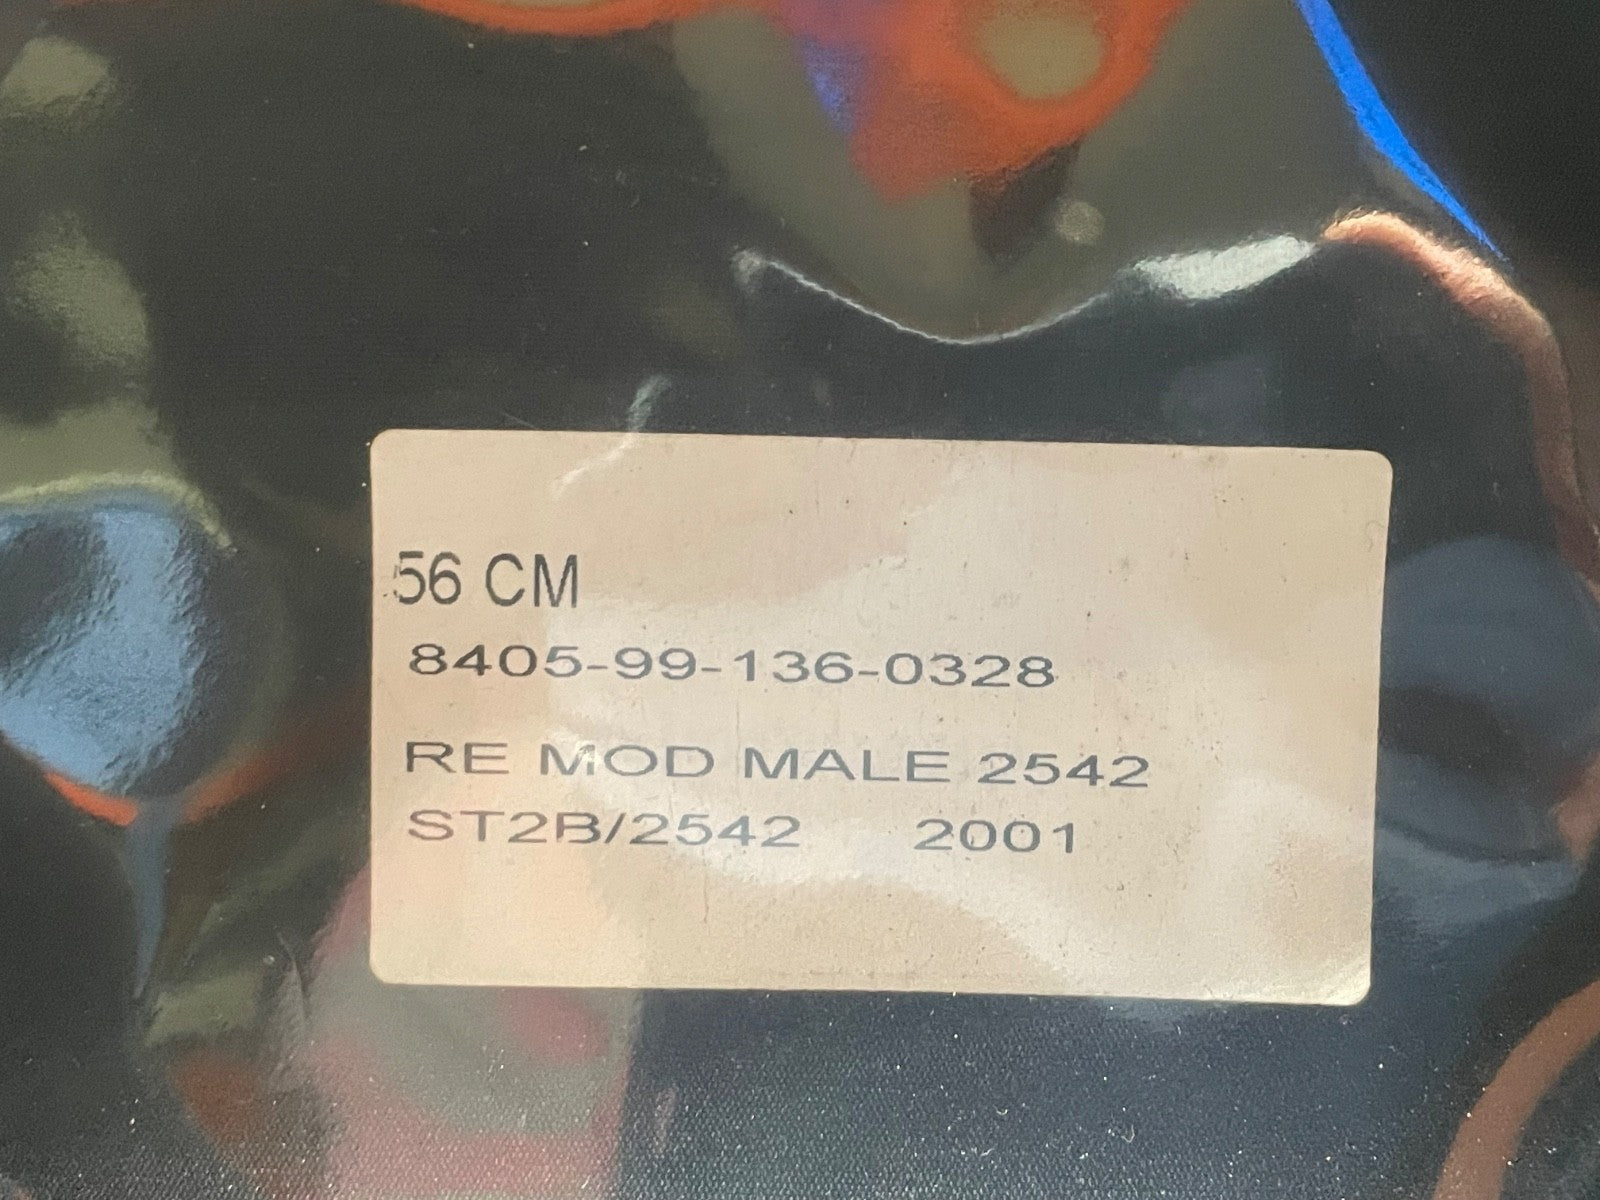 56 CM
8405-99-136-0328
RE MOD MALE 2542
ST2B/2542 2001